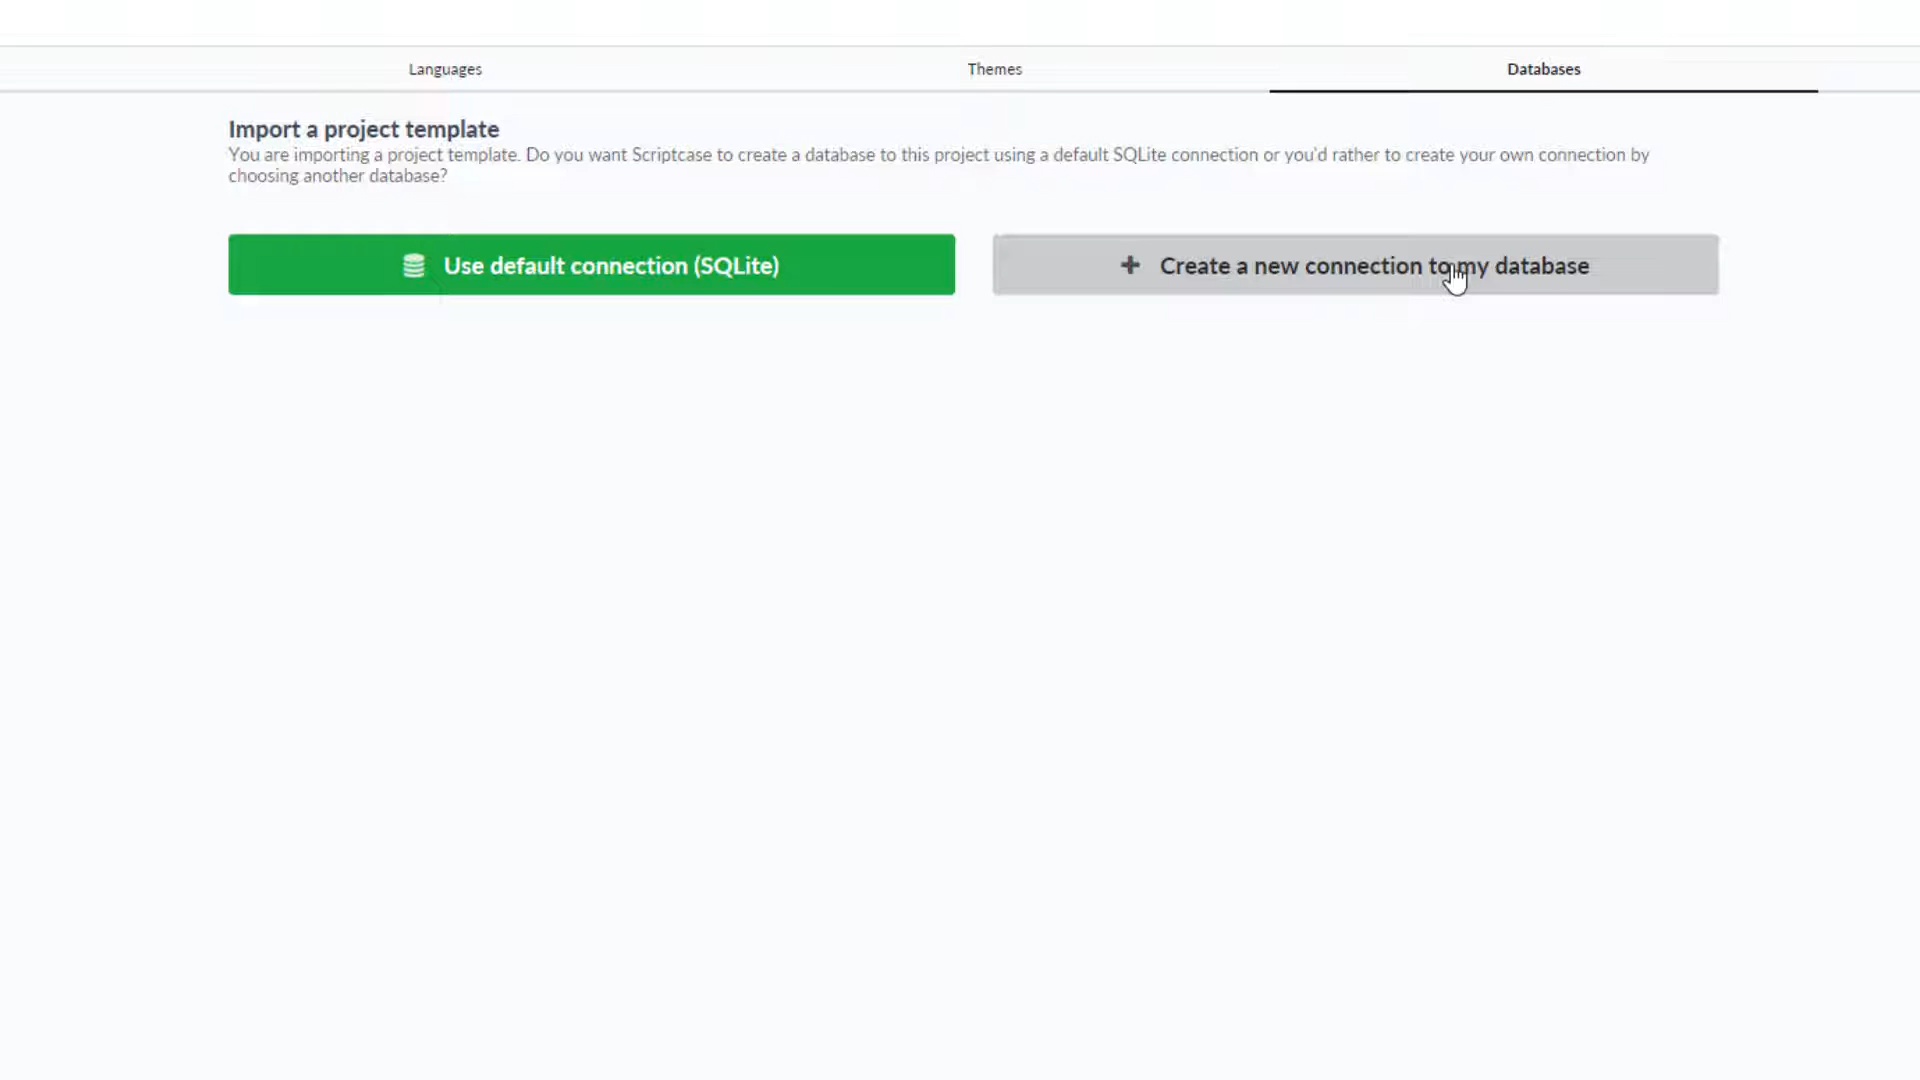 Languages
Themes
Databases
Import a project template
You are importing a project template. Do you want Scriptcase to create a database to this project using a default SQLite connection or you'd rather to create your own connection by
choosing another database?
Use default connection (SQLite)
Create a new connection to my database